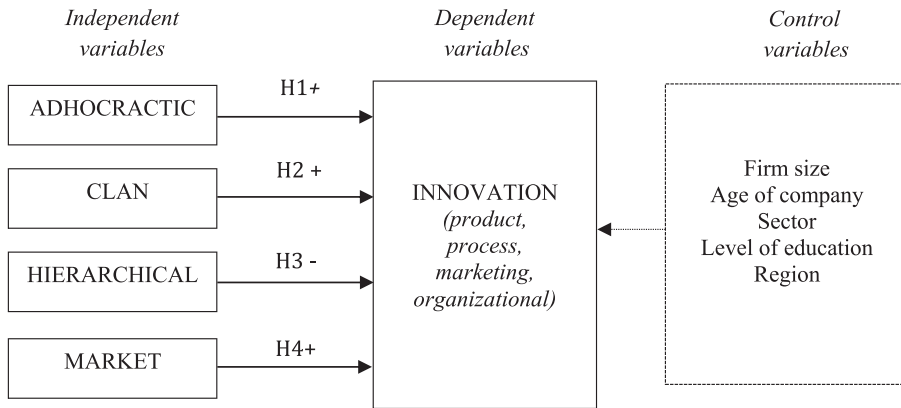 Independent
variables
Dependent
variables
Control
variables
ADHOCRACTIC
H1+
CLAN
H2 +
HIERARCHICAL
H3 -
MARKET
H4+
INNOVATION
(product,
process,
marketing,
organizational)
Firm size
Age of company
Sector
Level of education
Region